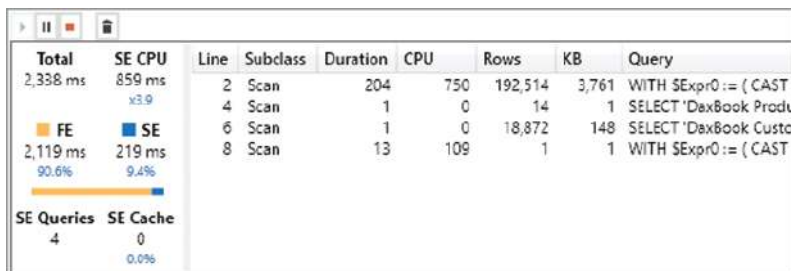 Total SE CPU
2,338 ms 859 ms
x3.9
FE SE
2,119 ms 219 ms
90.6% 9.4%
SE Queries SE Cache
4 0
0.0%
Line Subclass Duration CPU Rows KB Query
2 Scan 204 750 192,514 3,761 WITH $Expr0 := ( CAST
4 Scan 1 0 14 1 SELECT 'DaxBook Produ
6 Scan 1 0 18,872 148 SELECT 'DaxBook Custo
8 Scan 13 109 1 1 WITH $Expr0 := ( CAST